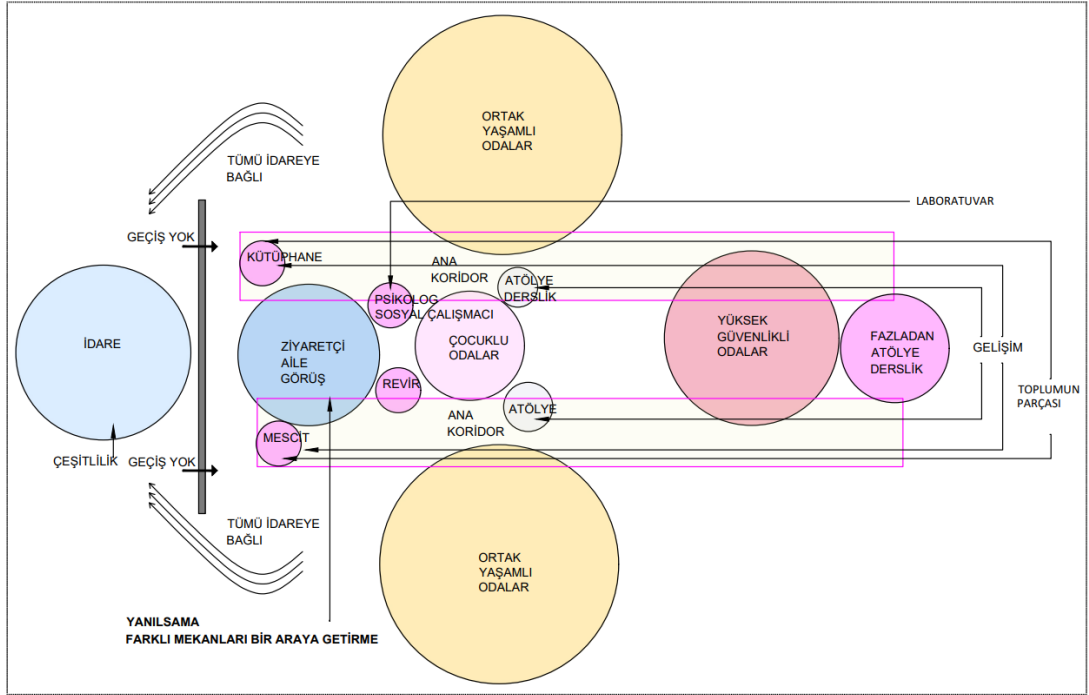 ORTAK
YAŞAMLI
ODALAR
TÜMÜ İDAREYE
BAĞLI
LABORATUVAR
GEÇİŞ YOK
KÜTÜPHANE
ANA
KORİDOR
ATÖLYE
DERSLİK
PSİKOLOG
SOSYAL ÇALIŞMACI
İDARE
ZİYARETÇİ
AİLE
GÖRÜŞ
ÇOCUKLU
ODALAR
YÜKSEK
GÜVENLİKLİ
ODALAR
FAZLADAN
ATÖLYE
DERSLİK
GELİŞİM
TOPLUMUN
PARÇASI
REVİR
ATÖLYE
ANA
KORİDOR
MESCİT
ÇEŞİTLİLİK
GEÇİŞ YOK
TÜMÜ İDAREYE
BAĞLI
ORTAK
YAŞAMLI
ODALAR
YANILSAMA
FARKLI MEKANLARI BİR ARAYA GETİRME